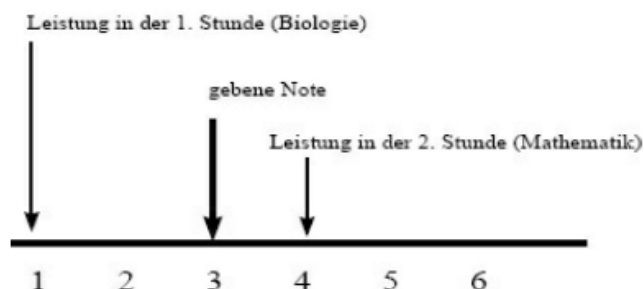 Leistung in der 1. Stunde (Biologie)
gebene Note
Leistung in der 2. Stunde (Mathematik)
1 2 3 4 5 6